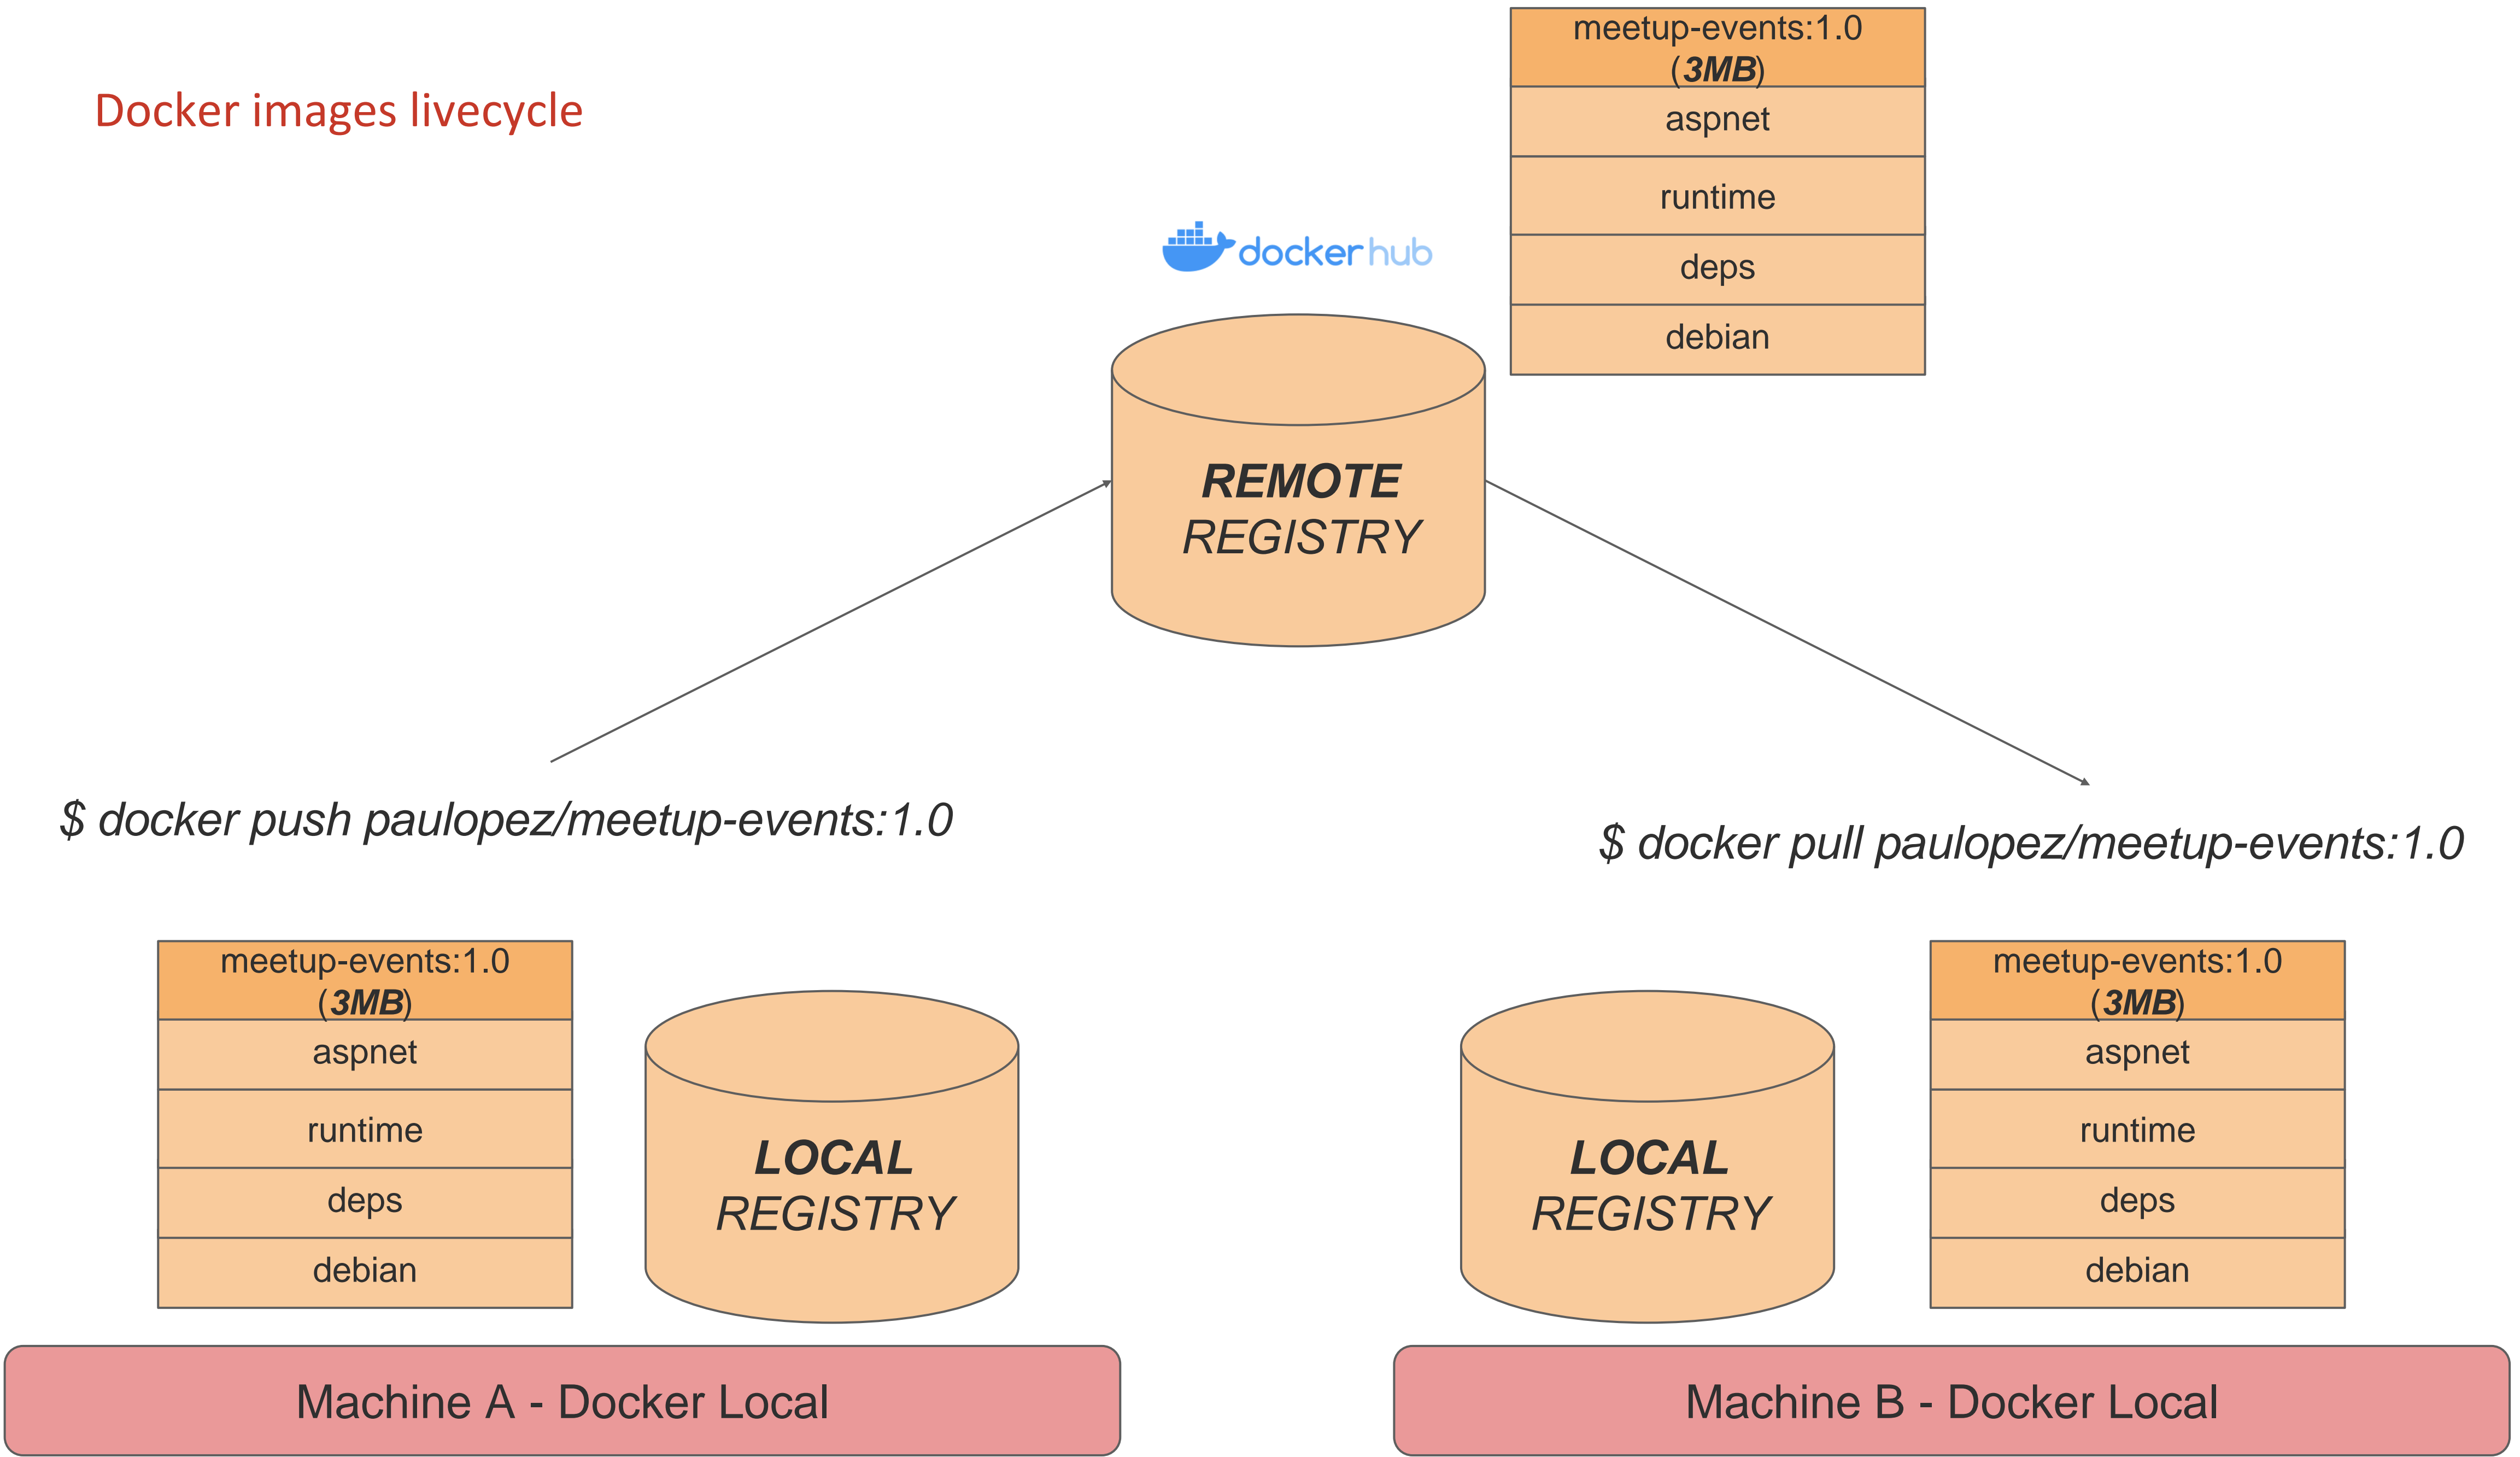 Docker images livecycle
meetup-events:1.0
(3MB)
aspnet
runtime
deps
debian
dockerhub
REMOTE
REGISTRY
$ docker push paulopez/meetup-events:1.0
$ docker pull paulopez/meetup-events:1.0
meetup-events:1.0
(3MB)
aspnet
runtime
deps
debian
LOCAL
REGISTRY
LOCAL
REGISTRY
meetup-events:1.0
(3MB)
aspnet
runtime
deps
debian
Machine A - Docker Local
Machine B - Docker Local